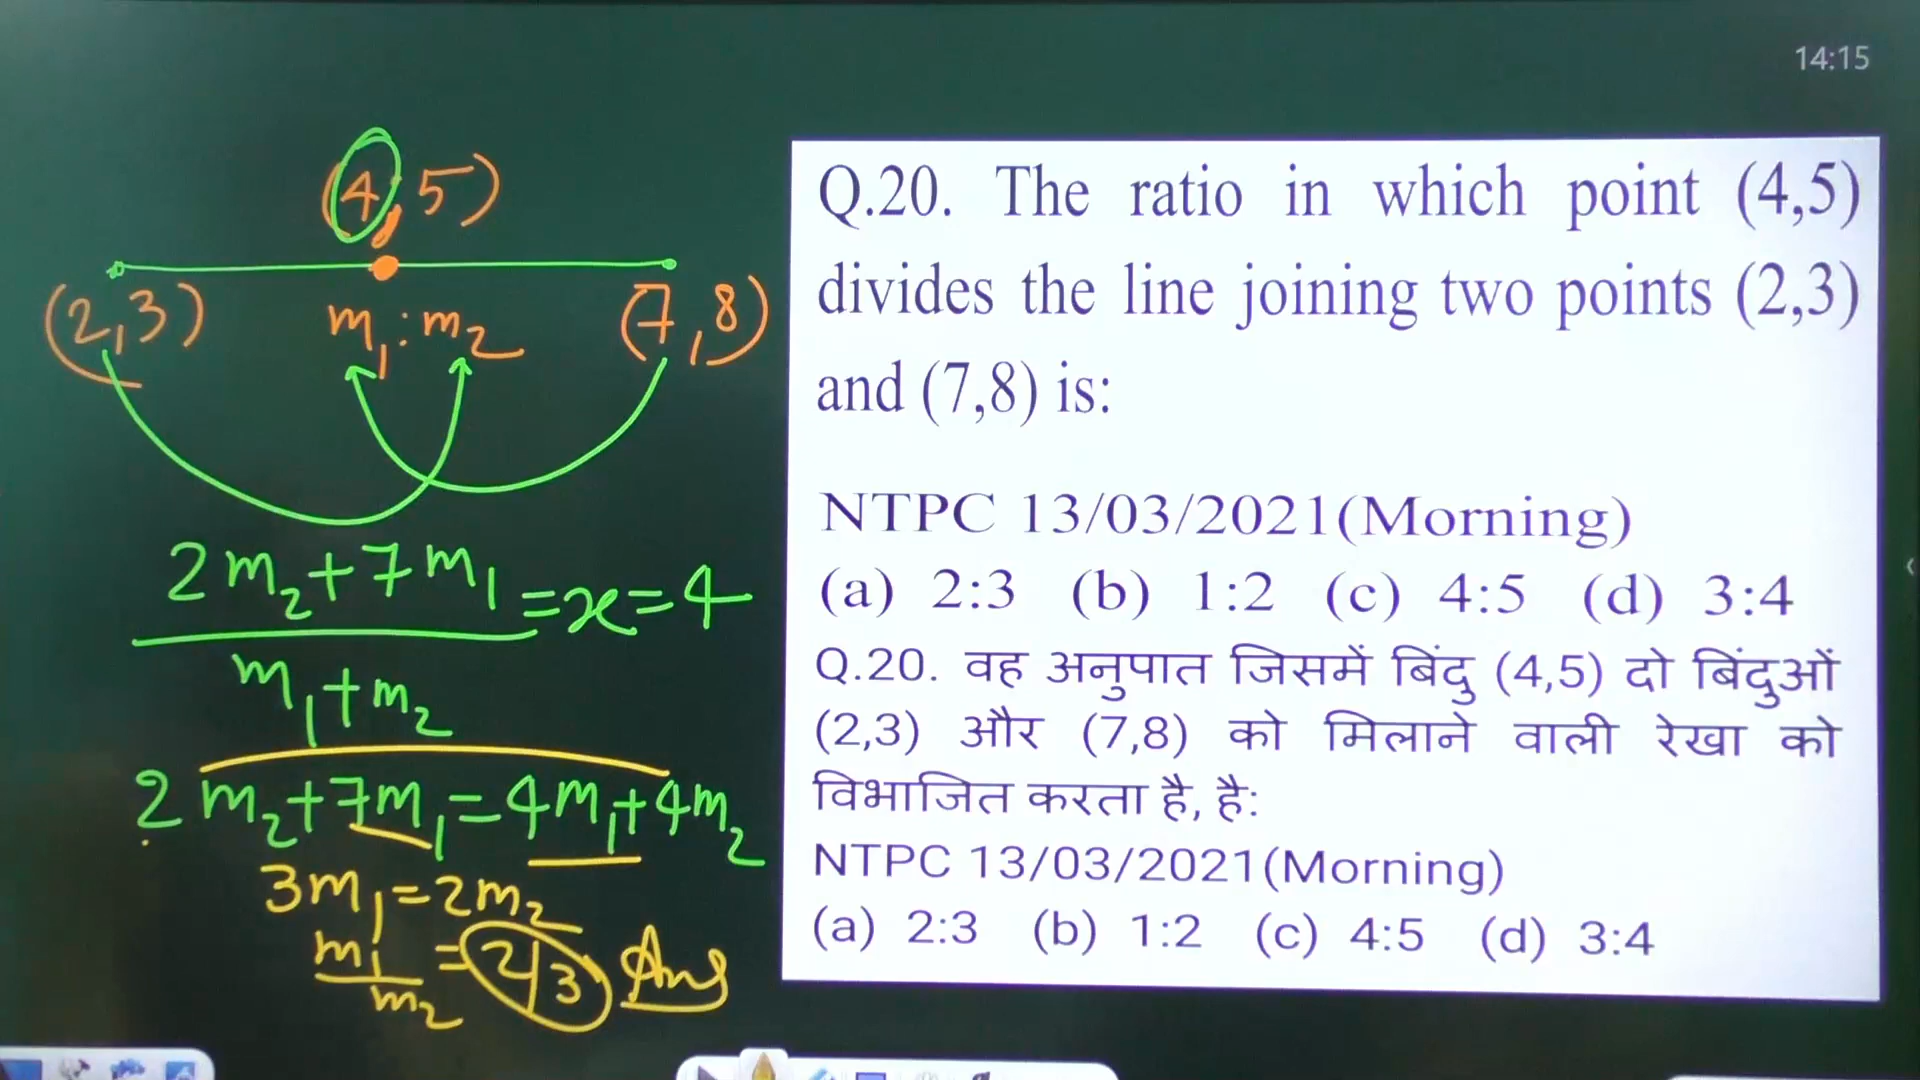 14:15
(4,5)
(2,3) m₁:m₂ (7,8)
2m₂+7m₁
=x=4
m₁+m₂
2m₂+7m₁=4m₁+4m₂
3m₁=2m₂
m₁/m₂ = 2/3 Ans
Q.20. The ratio in which point (4,5)
divides the line joining two points (2,3)
and (7,8) is:
NTPC 13/03/2021(Morning)
(a) 2:3 (b) 1:2 (c) 4:5 (d) 3:4
Q.20. वह अनुपात जिसमें बिंदु (4,5) दो बिंदुओं
(2,3) और (7,8) को मिलाने वाली रेखा को
विभाजित करता है, है:
NTPC 13/03/2021(Morning)
(a) 2:3 (b) 1:2 (c) 4:5 (d) 3:4